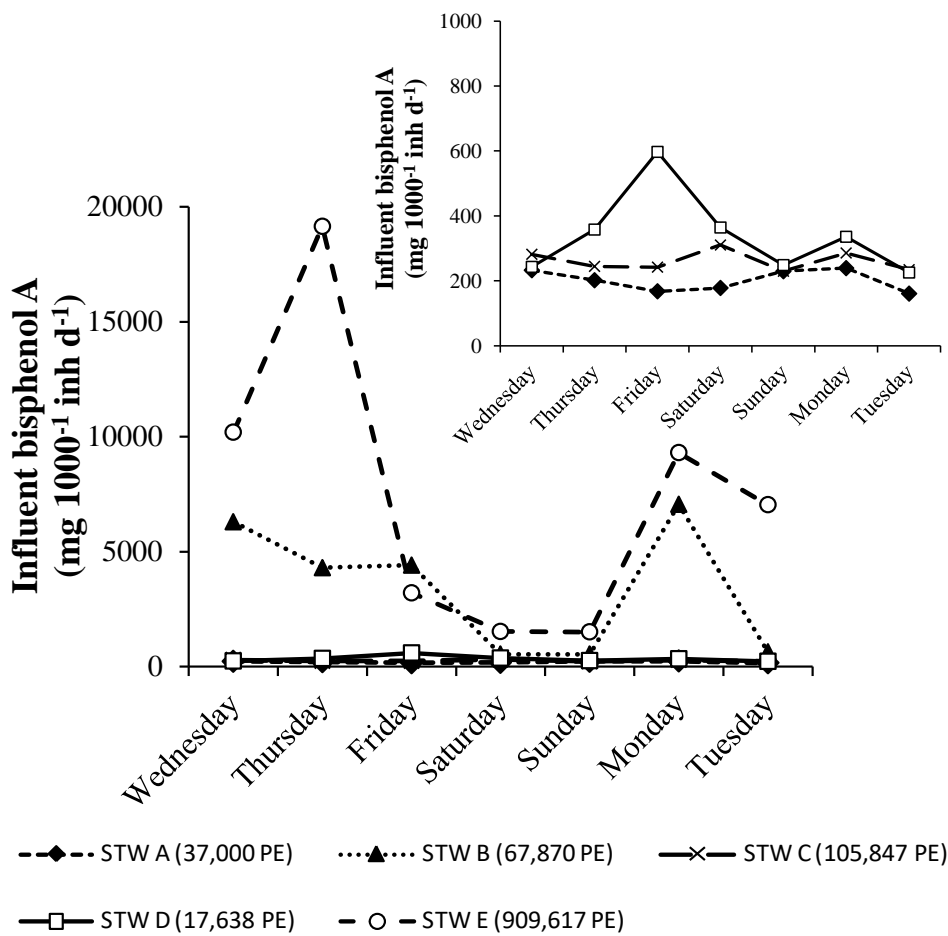 Influent bisphenol A
(mg 1000⁻¹ inh d⁻¹)
1000
800
600
400
200
0
Wednesday
Thursday
Friday
Saturday
Sunday
Monday
Tuesday
Influent bisphenol A
(mg 1000⁻¹ inh d⁻¹)
20000
15000
10000
5000
0
Wednesday
Thursday
Friday
Saturday
Sunday
Monday
Tuesday
STW A (37,000 PE)
STW B (67,870 PE)
STW C (105,847 PE)
STW D (17,638 PE)
STW E (909,617 PE)